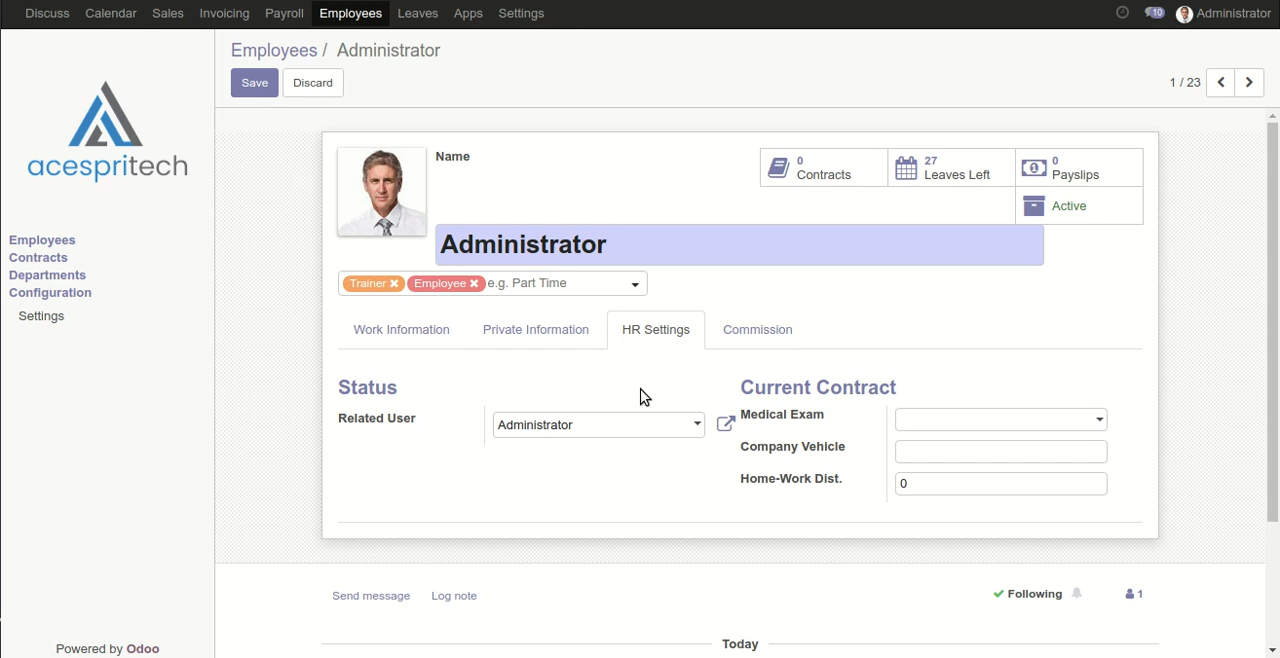 Discuss Calendar Sales Invoicing Payroll Employees Leaves Apps Settings 10 Administrator
Employees / Administrator
Save Discard 1 / 23
acespritech
Employees
Contracts
Departments
Configuration
Settings
Powered by Odoo
Name
0 Contracts
27 Leaves Left
0 Payslips
Active
Administrator
Trainer Employee e.g. Part Time
Work Information Private Information HR Settings Commission
Status
Related User Administrator
Current Contract
Medical Exam
Company Vehicle
Home-Work Dist. 0
Send message Log note Following 1
Today